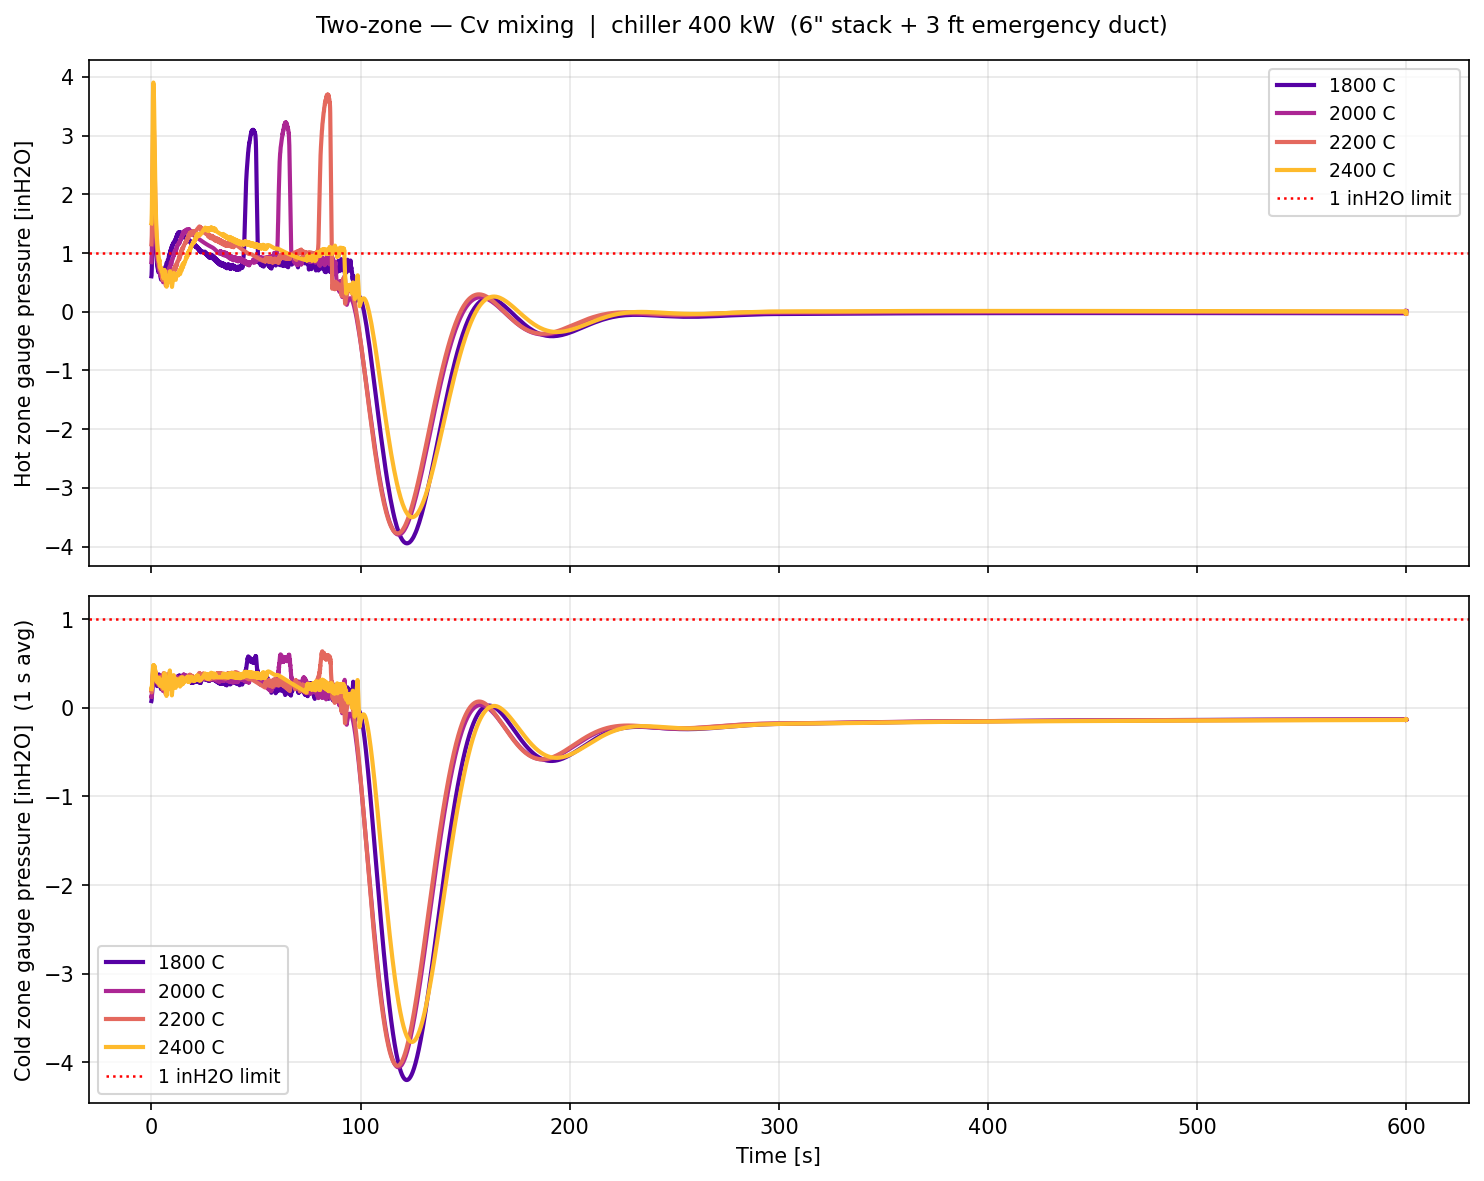 Two-zone — Cv mixing  |  chiller 400 kW  (6" stack + 3 ft emergency duct)
Hot zone gauge pressure [inH2O]
4
3
2
1
0
−1
−2
−3
−4
1800 C
2000 C
2200 C
2400 C
1 inH2O limit
Cold zone gauge pressure [inH2O]  (1 s avg)
1
0
−1
−2
−3
−4
1800 C
2000 C
2200 C
2400 C
1 inH2O limit
0 100 200 300 400 500 600
Time [s]